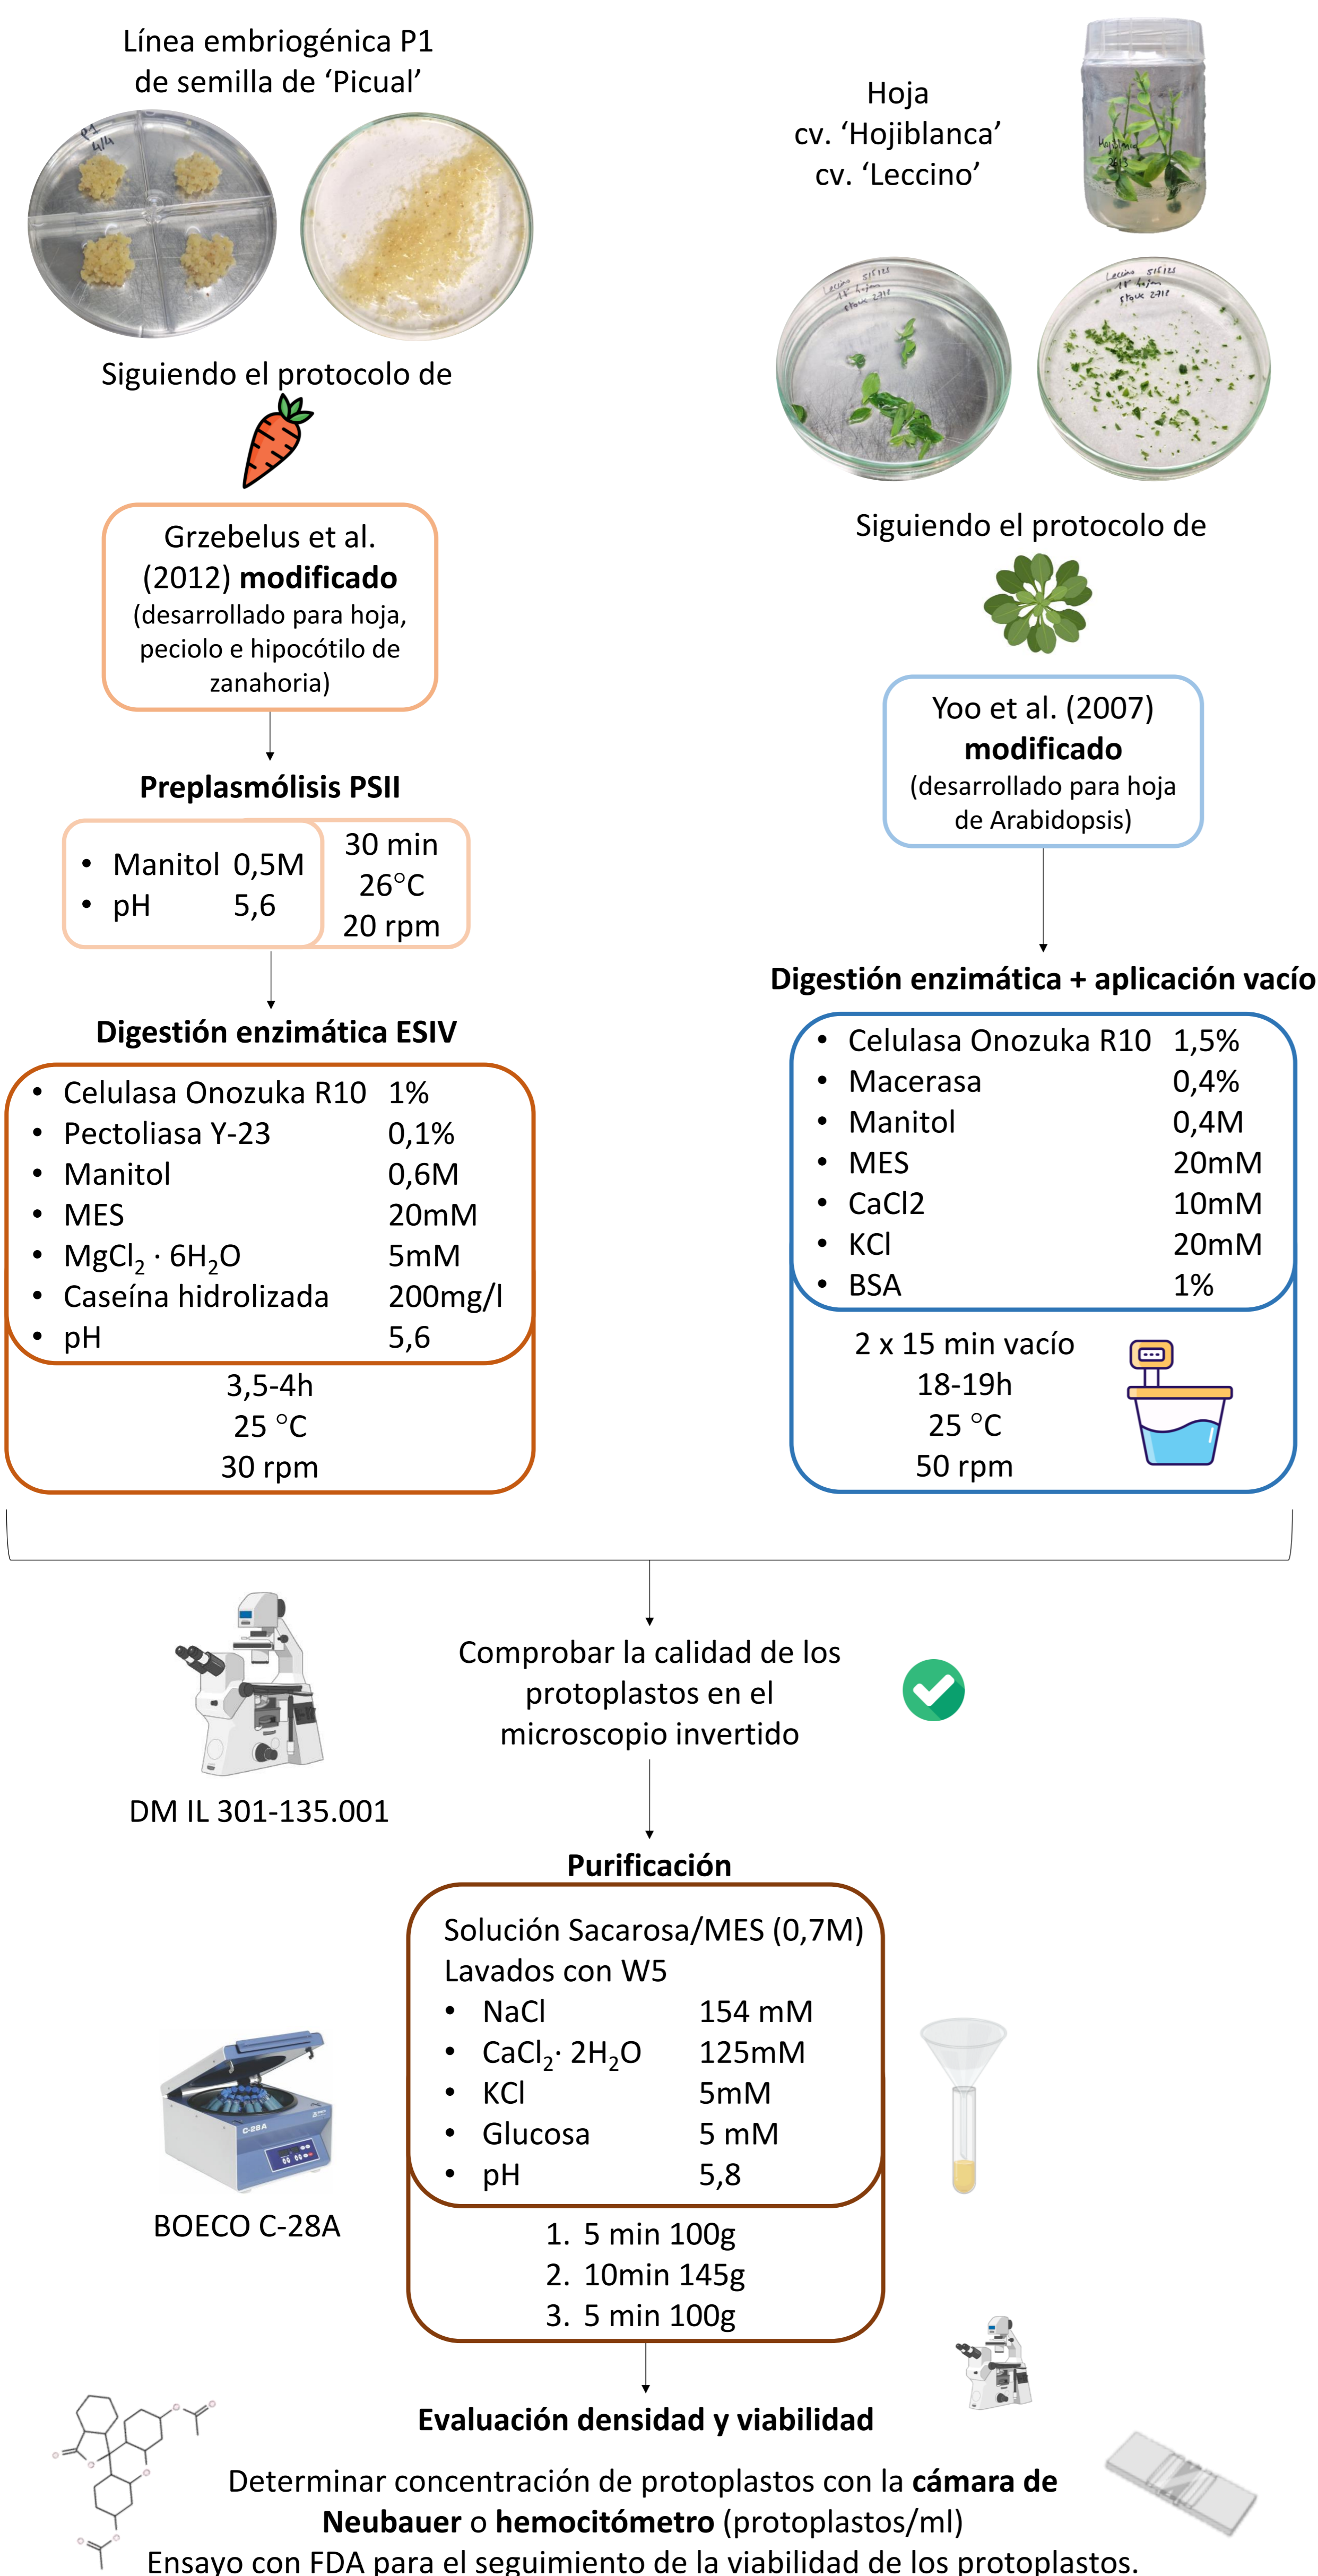 Línea embriogénica P1
de semilla de ‘Picual’
P1
4/4
Siguiendo el protocolo de
Grzebelus et al.
(2012) modificado
(desarrollado para hoja,
peciolo e hipocótilo de
zanahoria)
Preplasmólisis PSII
• Manitol 0,5M
• pH 5,6
30 min
26°C
20 rpm
Digestión enzimática ESIV
• Celulasa Onozuka R10 1%
• Pectoliasa Y-23 0,1%
• Manitol 0,6M
• MES 20mM
• MgCl₂ · 6H₂O 5mM
• Caseína hidrolizada 200mg/l
• pH 5,6
3,5-4h
25 °C
30 rpm
Hoja
cv. ‘Hojiblanca’
cv. ‘Leccino’
Leccino
Leccino
Siguiendo el protocolo de
Yoo et al. (2007)
modificado
(desarrollado para hoja
de Arabidopsis)
Digestión enzimática + aplicación vacío
• Celulasa Onozuka R10 1,5%
• Macerasa 0,4%
• Manitol 0,4M
• MES 20mM
• CaCl2 10mM
• KCl 20mM
• BSA 1%
2 x 15 min vacío
18-19h
25 °C
50 rpm
Comprobar la calidad de los
protoplastos en el
microscopio invertido
DM IL 301-135.001
Purificación
Solución Sacarosa/MES (0,7M)
Lavados con W5
• NaCl 154 mM
• CaCl₂· 2H₂O 125mM
• KCl 5mM
• Glucosa 5 mM
• pH 5,8
C-28A
BOECO C-28A
1. 5 min 100g
2. 10min 145g
3. 5 min 100g
Evaluación densidad y viabilidad
Determinar concentración de protoplastos con la cámara de
Neubauer o hemocitómetro (protoplastos/ml)
Ensayo con FDA para el seguimiento de la viabilidad de los protoplastos.